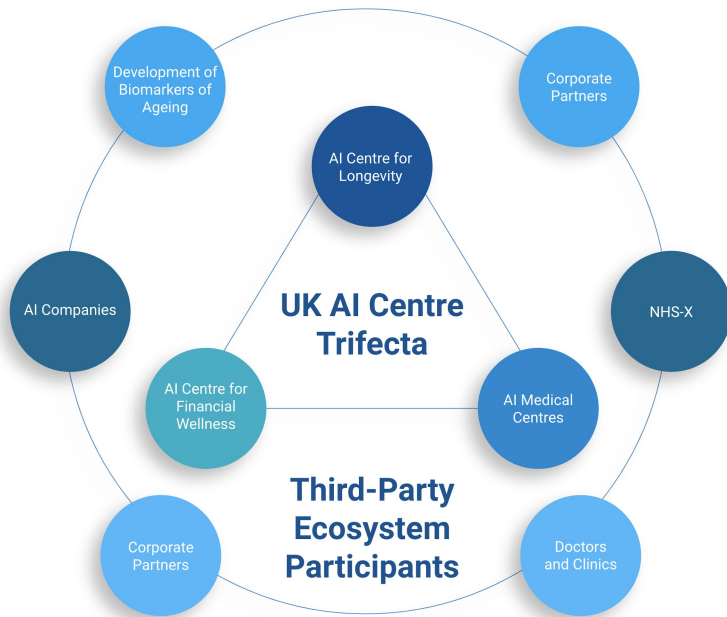 Development of
Biomarkers of
Ageing
Corporate
Partners
AI Centre for
Longevity
AI Companies
UK AI Centre
Trifecta
NHS-X
AI Centre for
Financial
Wellness
AI Medical
Centres
Third-Party
Ecosystem
Participants
Corporate
Partners
Doctors
and Clinics